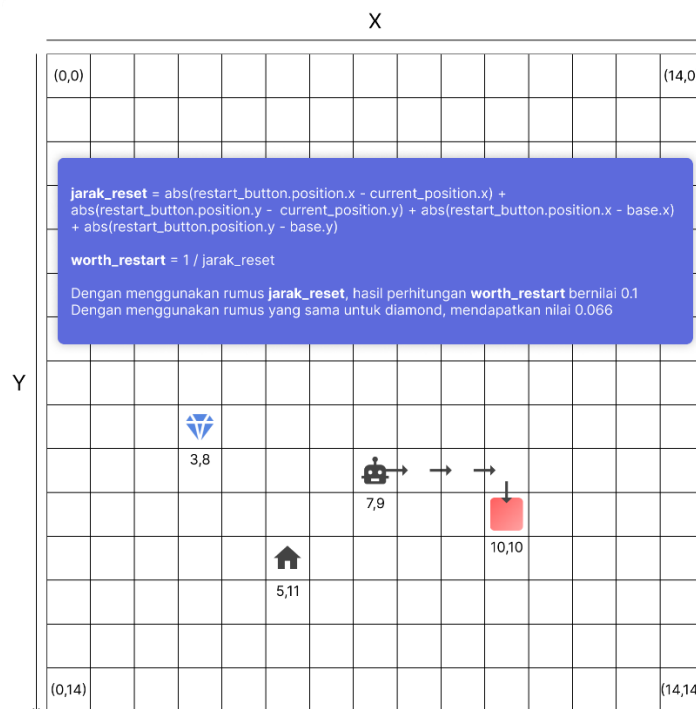 X
(0,0)
(14,0
jarak_reset = abs(restart_button.position.x - current_position.x) +
abs(restart_button.position.y - current_position.y) + abs(restart_button.position.x - base.x)
+ abs(restart_button.position.y - base.y)
worth_restart = 1 / jarak_reset
Dengan menggunakan rumus jarak_reset, hasil perhitungan worth_restart bernilai 0.1
Dengan menggunakan rumus yang sama untuk diamond, mendapatkan nilai 0.066
Y
3,8
7,9
10,10
5,11
(0,14)
(14,14